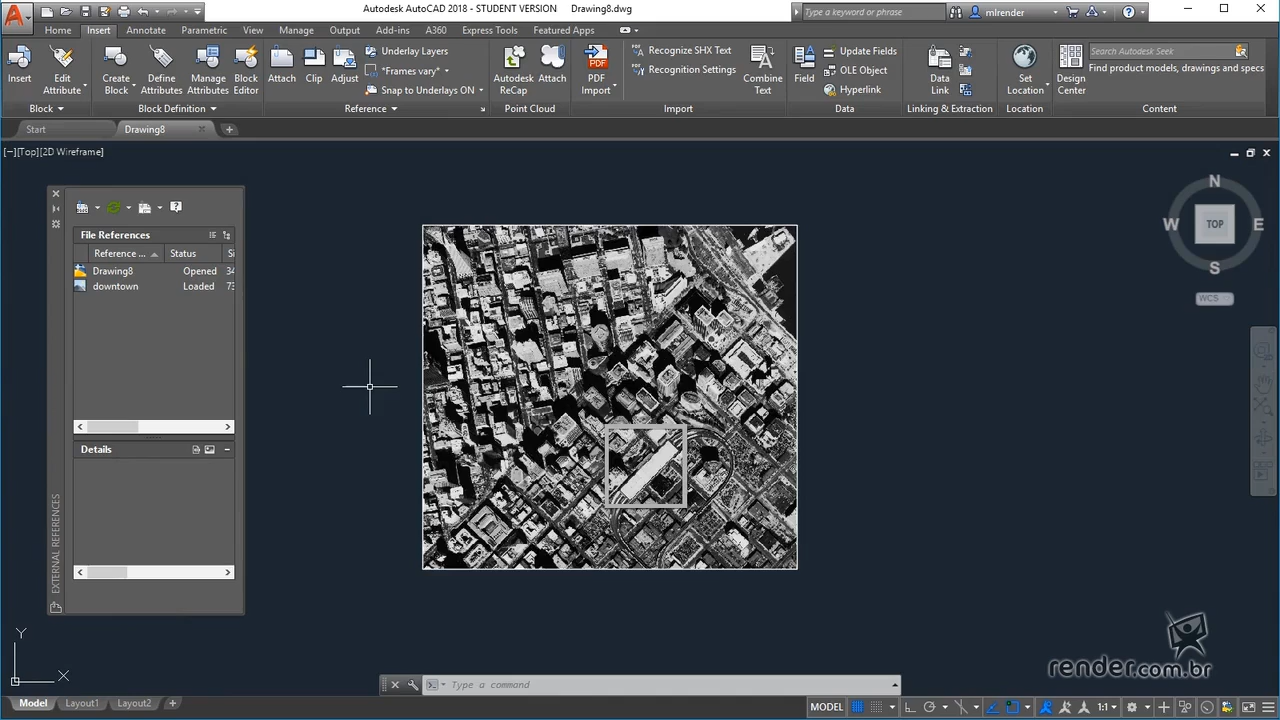 Autodesk AutoCAD 2018 - STUDENT VERSION Drawing8.dwg
Type a keyword or phrase
mlrender
Home Insert Annotate Parametric View Manage Output Add-ins A360 Express Tools Featured Apps
Insert
Edit Attribute
Block
Create Block
Define Attributes
Manage Attributes
Block Editor
Block Definition
Attach
Clip
Adjust
Underlay Layers
*Frames vary*
Snap to Underlays ON
Reference
Autodesk ReCap
Attach
Point Cloud
PDF
PDF Import
Recognize SHX Text
Recognition Settings
Combine Text
Import
Field
Update Fields
OLE Object
Hyperlink
Data
Data Link
Linking & Extraction
Set Location
Location
Design Center
Search Autodesk Seek
Find product models, drawings and specs
Content
Start Drawing8
[−][Top][2D Wireframe]
File References
Reference ... Status Si
Drawing8 Opened 34
downtown Loaded 73
Details
EXTERNAL REFERENCES
N
W TOP E
S
WCS
Y
X
render.com.br
Type a command
Model Layout1 Layout2
MODEL 1:1